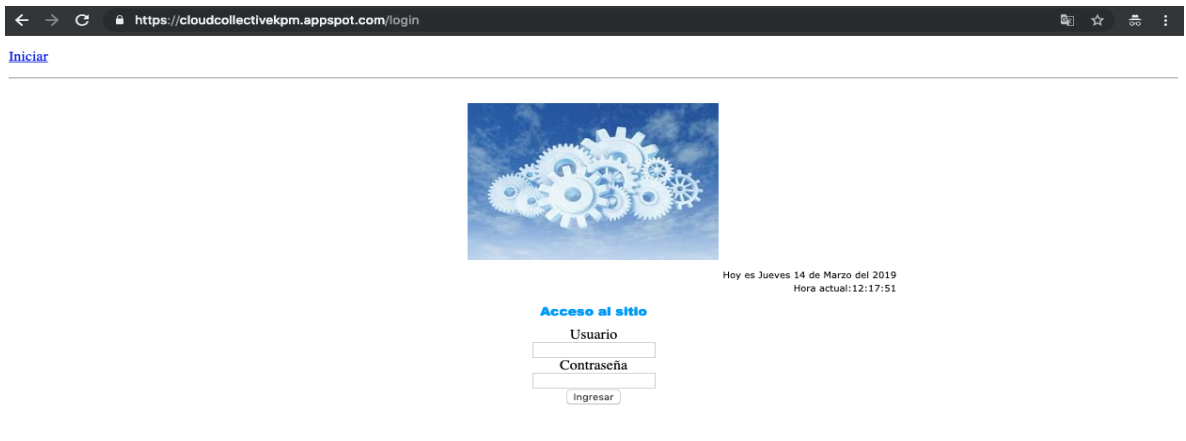 https://cloudcollectivekpm.appspot.com/login
Iniciar
Hoy es Jueves 14 de Marzo del 2019
Hora actual:12:17:51
Acceso al sitio
Usuario
Contraseña
Ingresar